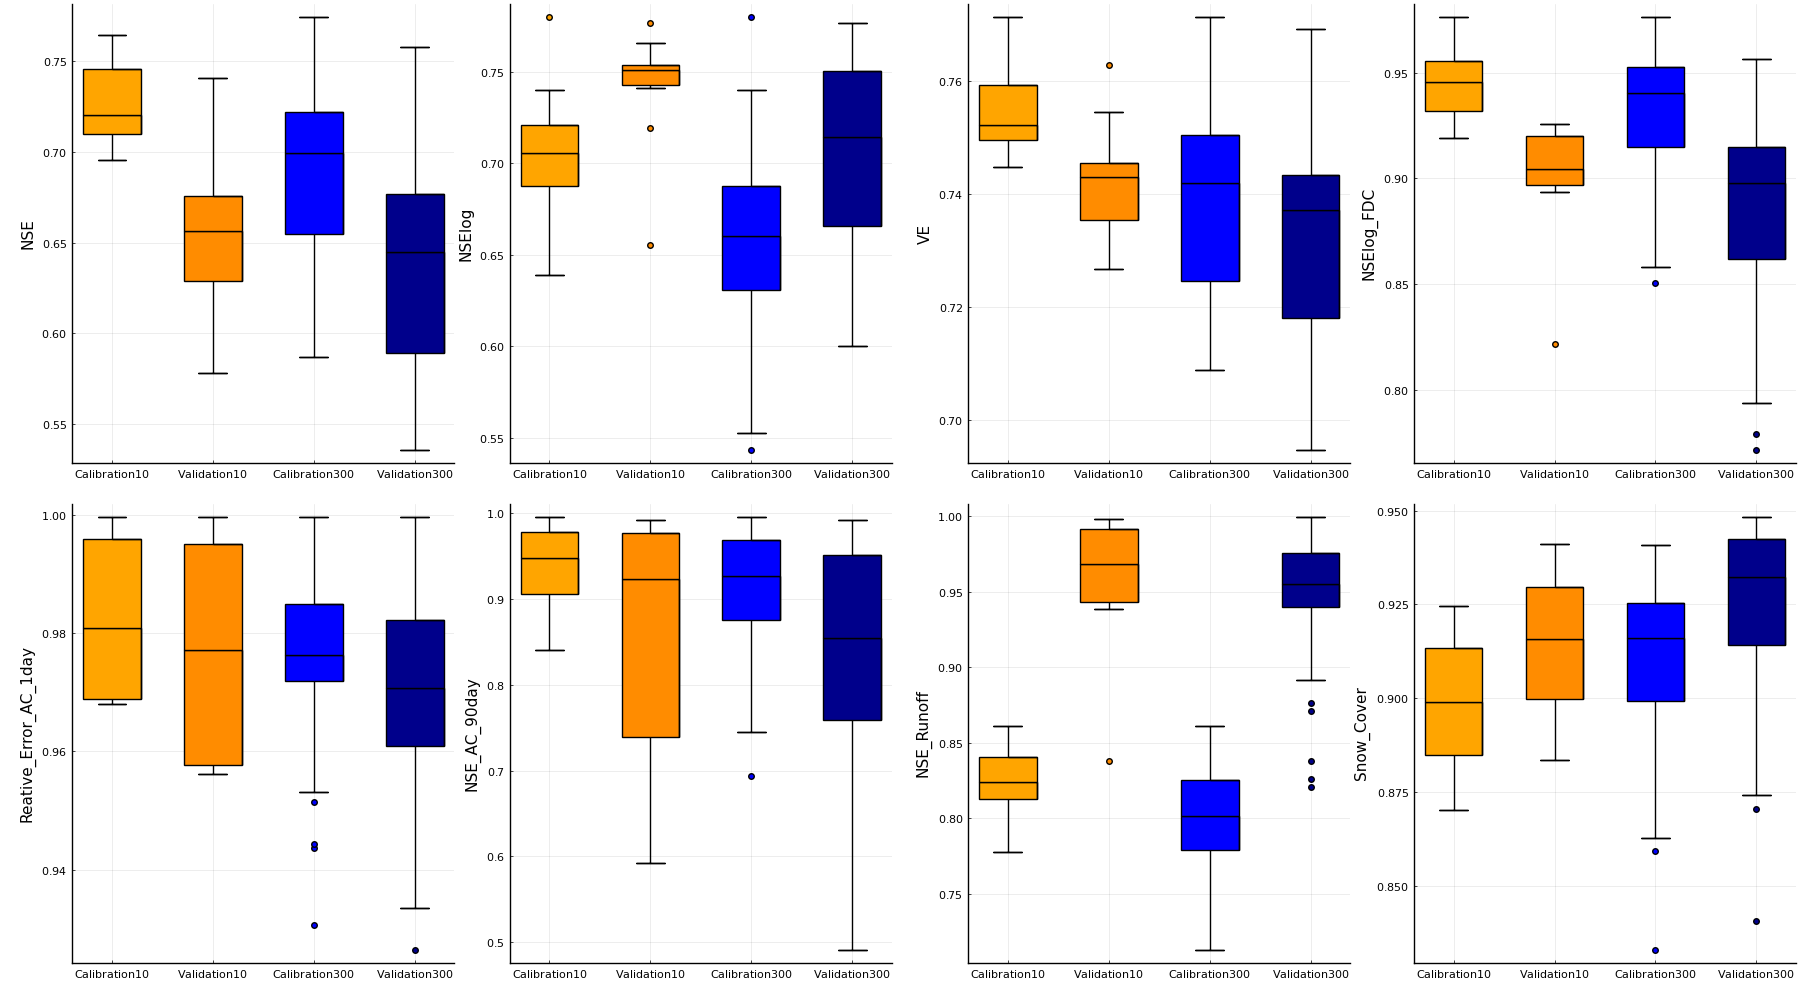 NSE
0.75
0.70
0.65
0.60
0.55
Calibration10 Validation10 Calibration300 Validation300
NSElog
0.75
0.70
0.65
0.60
0.55
Calibration10 Validation10 Calibration300 Validation300
VE
0.76
0.74
0.72
0.70
Calibration10 Validation10 Calibration300 Validation300
NSElog_FDC
0.95
0.90
0.85
0.80
Calibration10 Validation10 Calibration300 Validation300
Reative_Error_AC_1day
1.00
0.98
0.96
0.94
Calibration10 Validation10 Calibration300 Validation300
NSE_AC_90day
1.0
0.9
0.8
0.7
0.6
0.5
Calibration10 Validation10 Calibration300 Validation300
NSE_Runoff
1.00
0.95
0.90
0.85
0.80
0.75
Calibration10 Validation10 Calibration300 Validation300
Snow_Cover
0.950
0.925
0.900
0.875
0.850
Calibration10 Validation10 Calibration300 Validation300